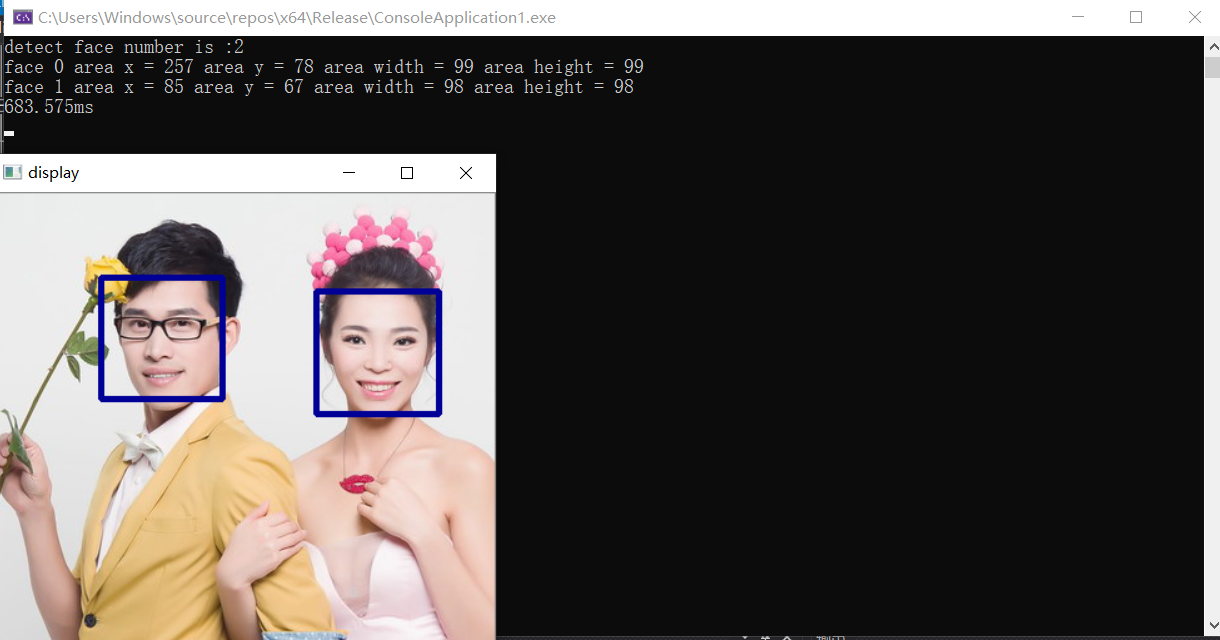 C:\Users\Windows\source\repos\x64\Release\ConsoleApplication1.exe
detect face number is :2
face 0 area x = 257 area y = 78 area width = 99 area height = 99
face 1 area x = 85 area y = 67 area width = 98 area height = 98
683.575ms
display